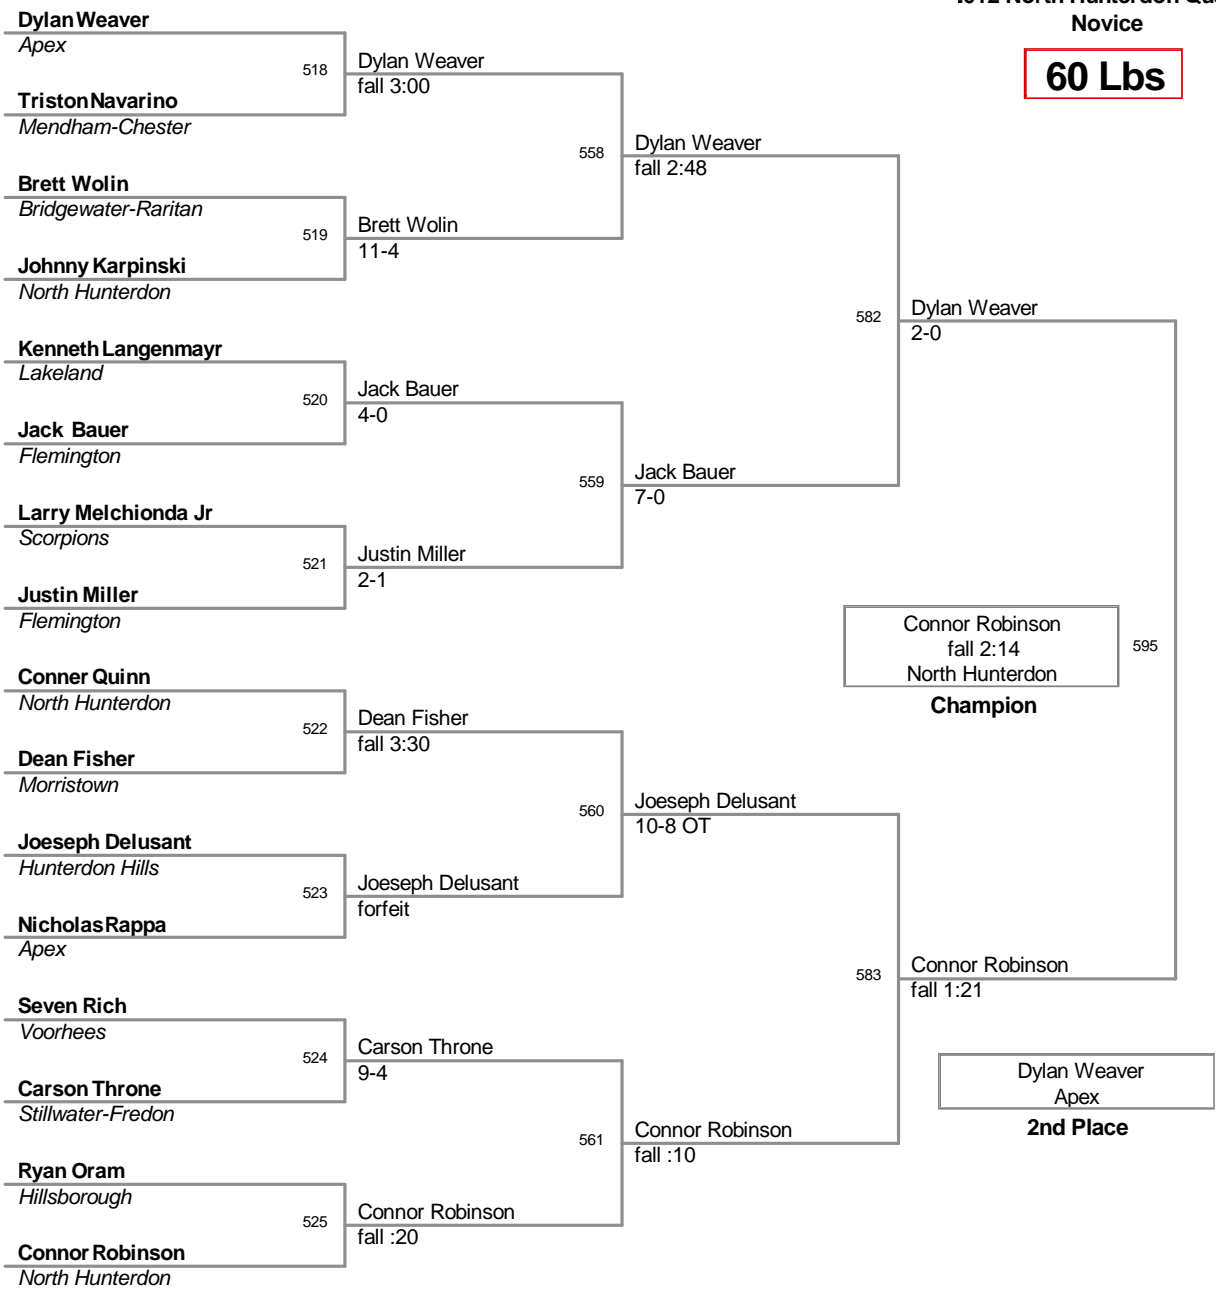 North Hunterdon
Novice
60 Lbs
Dylan Weaver
Apex
518
Dylan Weaver
fall 3:00
Triston Navarino
Mendham-Chester
558
Dylan Weaver
fall 2:48
Brett Wolin
Bridgewater-Raritan
519
Brett Wolin
11-4
Johnny Karpinski
North Hunterdon
582
Dylan Weaver
2-0
Kenneth Langenmayr
Lakeland
520
Jack Bauer
4-0
Jack Bauer
Flemington
559
Jack Bauer
7-0
Larry Melchionda Jr
Scorpions
521
Justin Miller
2-1
Justin Miller
Flemington
Connor Robinson
fall 2:14
North Hunterdon
595
Champion
Conner Quinn
North Hunterdon
522
Dean Fisher
fall 3:30
Dean Fisher
Morristown
560
Joeseph Delusant
10-8 OT
Joeseph Delusant
Hunterdon Hills
523
Joeseph Delusant
forfeit
Nicholas Rappa
Apex
583
Connor Robinson
fall 1:21
Seven Rich
Voorhees
524
Carson Throne
9-4
Carson Throne
Stillwater-Fredon
Dylan Weaver
Apex
2nd Place
561
Connor Robinson
fall :10
Ryan Oram
Hillsborough
525
Connor Robinson
fall :20
Connor Robinson
North Hunterdon